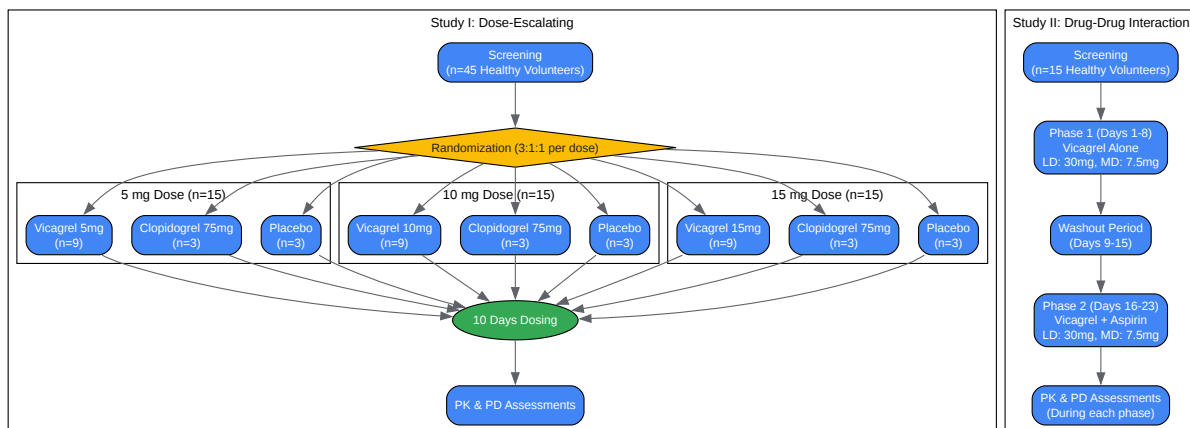 Study I: Dose-Escalating
Screening
(n=45 Healthy Volunteers)
Randomization (3:1:1 per dose)
5 mg Dose (n=15)
Vicagrel 5mg
(n=9)
Clopidogrel 75mg
(n=3)
Placebo
(n=3)
10 mg Dose (n=15)
Vicagrel 10mg
(n=9)
Clopidogrel 75mg
(n=3)
Placebo
(n=3)
15 mg Dose (n=15)
Vicagrel 15mg
(n=9)
Clopidogrel 75mg
(n=3)
Placebo
(n=3)
10 Days Dosing
PK & PD Assessments
Study II: Drug-Drug Interaction
Screening
(n=15 Healthy Volunteers)
Phase 1 (Days 1-8)
Vicagrel Alone
LD: 30mg, MD: 7.5mg
Washout Period
(Days 9-15)
Phase 2 (Days 16-23)
Vicagrel + Aspirin
LD: 30mg, MD: 7.5mg
PK & PD Assessments
(During each phase)